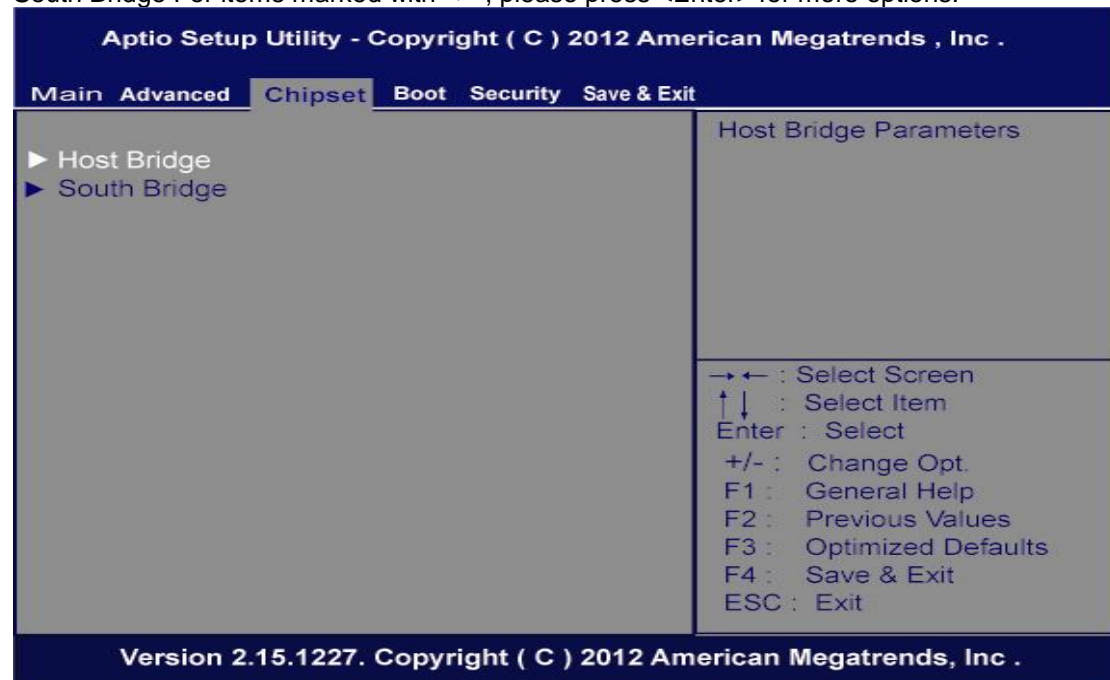 Aptio Setup Utility - Copyright ( C ) 2012 American Megatrends , Inc .
Main Advanced Chipset Boot Security Save & Exit
► Host Bridge
► South Bridge
Host Bridge Parameters
→← : Select Screen
↑↓ : Select Item
Enter : Select
+/- : Change Opt.
F1 : General Help
F2 : Previous Values
F3 : Optimized Defaults
F4 : Save & Exit
ESC : Exit
Version 2.15.1227. Copyright ( C ) 2012 American Megatrends, Inc .